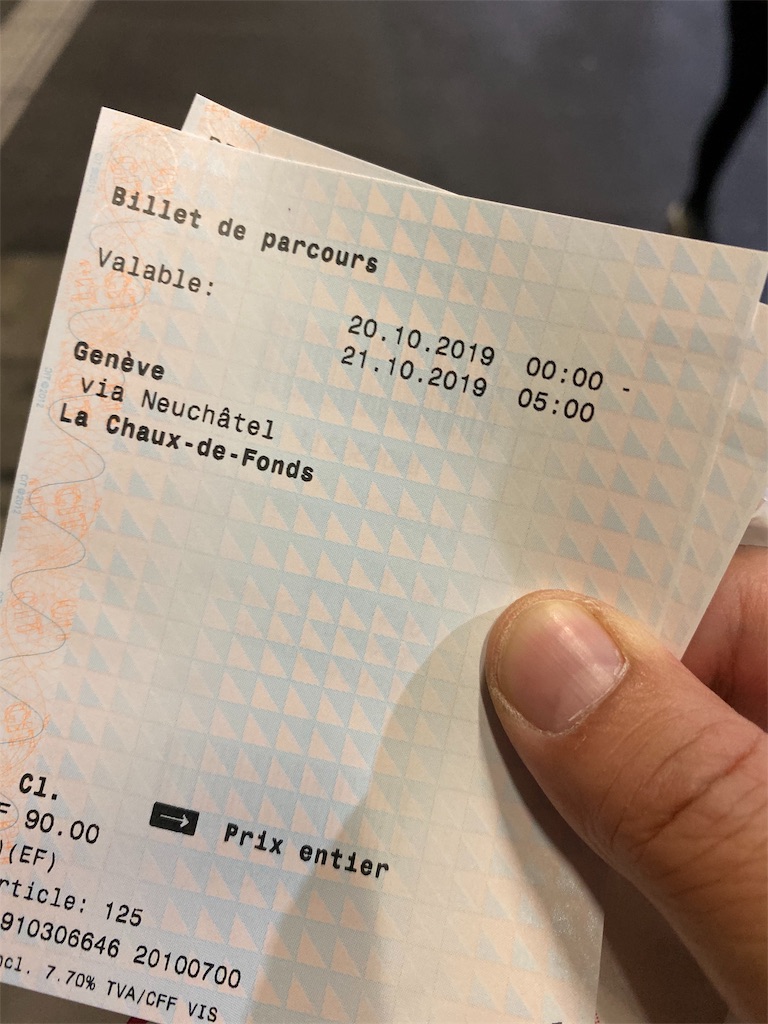 Billet de parcours
Valable:
20.10.2019 00:00 -
21.10.2019 05:00
Genève
via Neuchâtel
La Chaux-de-Fonds
Cl.
F 90.00
→ Prix entier
)(EF)
rticle: 125
910306646 20100700
ncl. 7.70% TVA/CFF VIS